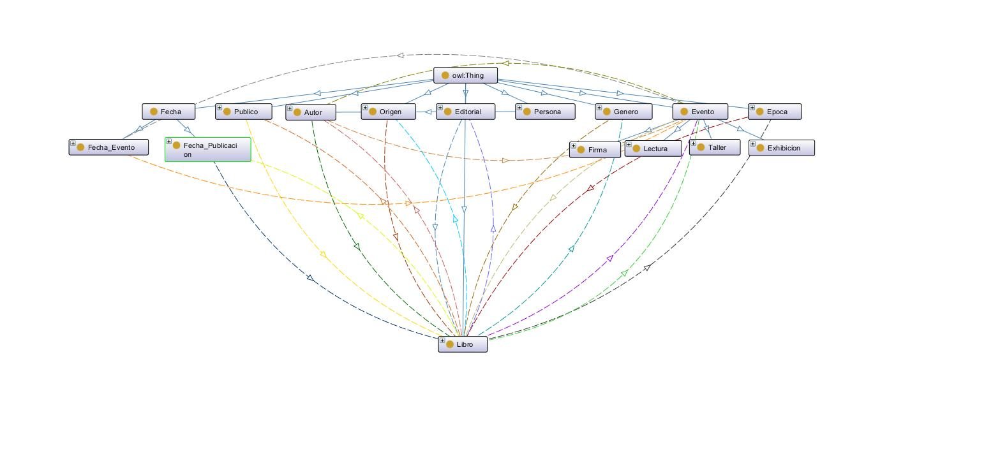 owl:Thing
Fecha
Publico
Autor
Origen
Editorial
Persona
Genero
Evento
Epoca
Fecha_Evento
Fecha_Publicaci
on
Firma
Lectura
Taller
Exhibicion
Libro